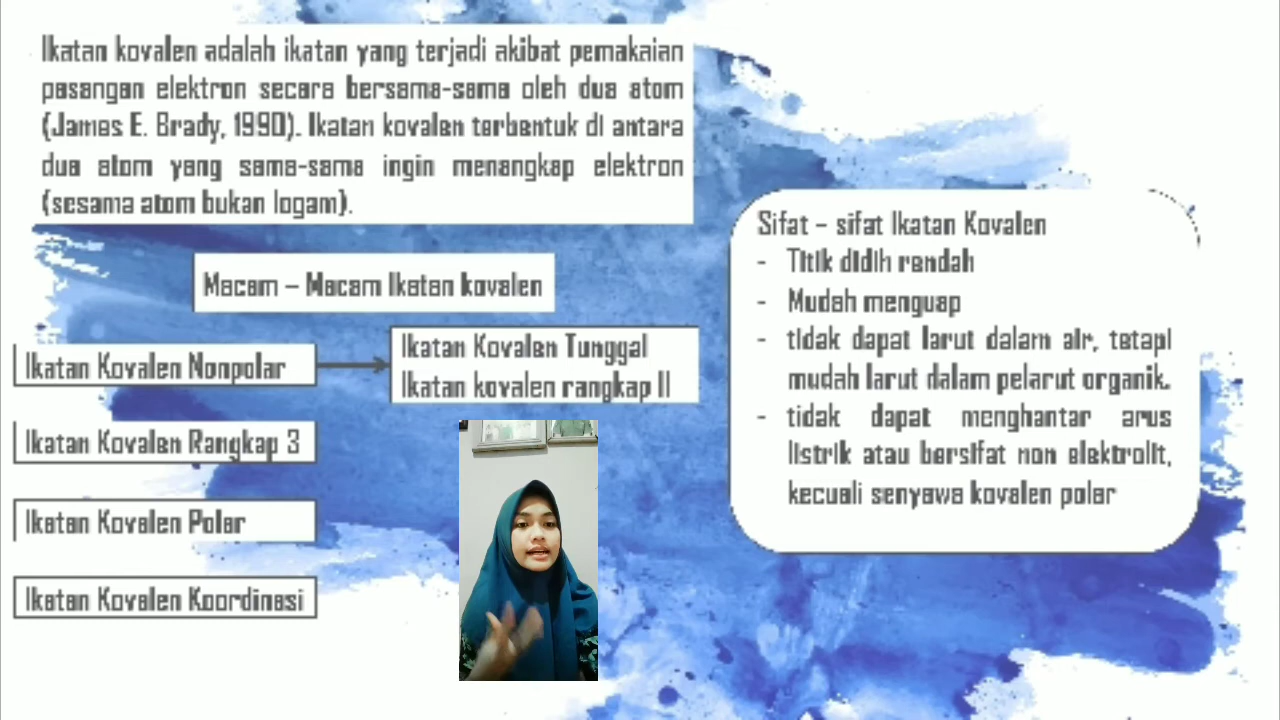 Ikatan kovalen adalah ikatan yang terjadi akibat pemakaian
pasangan elektron secara bersama-sama oleh dua atom
(James E. Brady, 1990). Ikatan kovalen terbentuk di antara
dua atom yang sama-sama ingin menangkap elektron
(sesama atom bukan logam).
Macam – Macam Ikatan kovalen
Ikatan Kovalen Nonpolar
Ikatan Kovalen Tunggal
Ikatan kovalen rangkap II
Ikatan Kovalen Rangkap 3
Ikatan Kovalen Polar
Ikatan Kovalen Koordinasi
Sifat – sifat Ikatan Kovalen
- Titik didih rendah
- Mudah menguap
- tidak dapat larut dalam air, tetapi
mudah larut dalam pelarut organik.
- tidak dapat menghantar arus
listrik atau bersifat non elektrolit,
kecuali senyawa kovalen polar